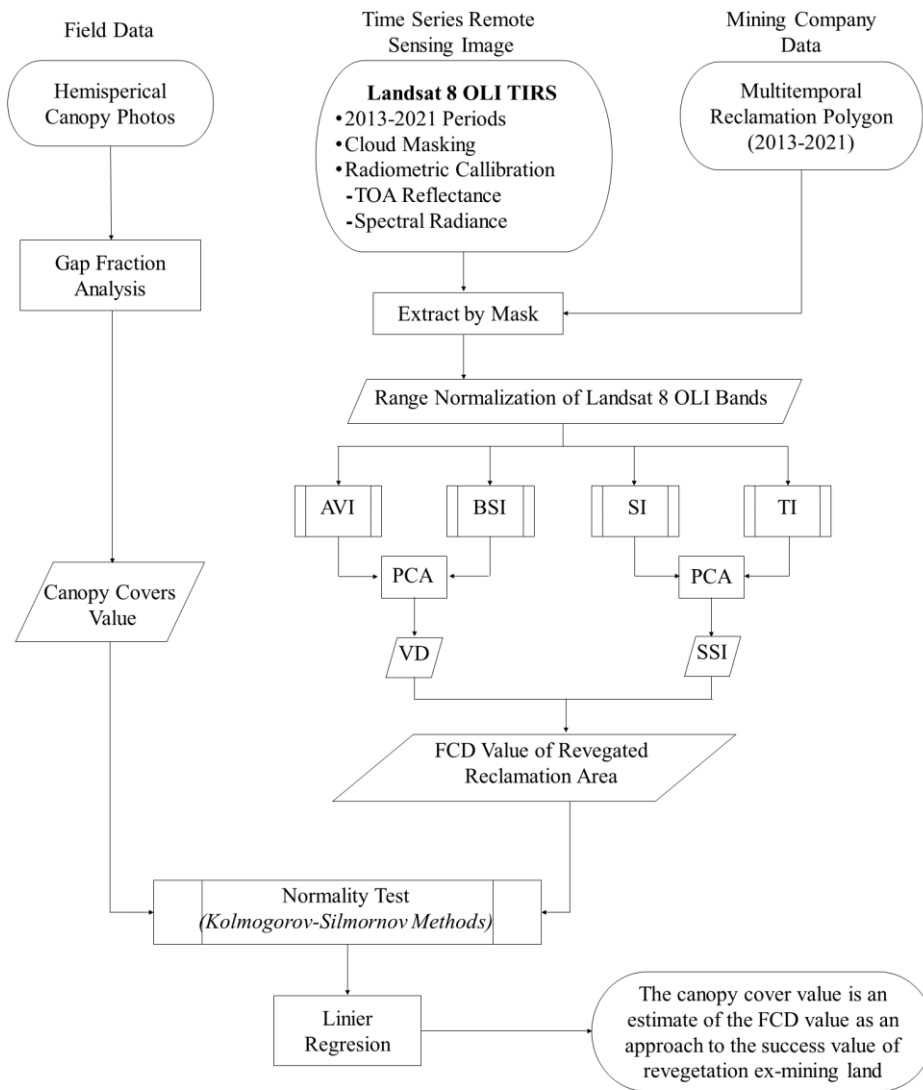 Field Data
Time Series Remote
Sensing Image
Mining Company
Data
Hemisperical
Canopy Photos
Landsat 8 OLI TIRS
•2013-2021 Periods
•Cloud Masking
•Radiometric Callibration
-TOA Reflectance
-Spectral Radiance
Multitemporal
Reclamation Polygon
(2013-2021)
Gap Fraction
Analysis
Extract by Mask
Range Normalization of Landsat 8 OLI Bands
AVI
BSI
SI
TI
PCA
PCA
Canopy Covers
Value
VD
SSI
FCD Value of Revegated
Reclamation Area
Normality Test
(Kolmogorov-Silmornov Methods)
Linier
Regresion
The canopy cover value is an
estimate of the FCD value as an
approach to the success value of
revegetation ex-mining land